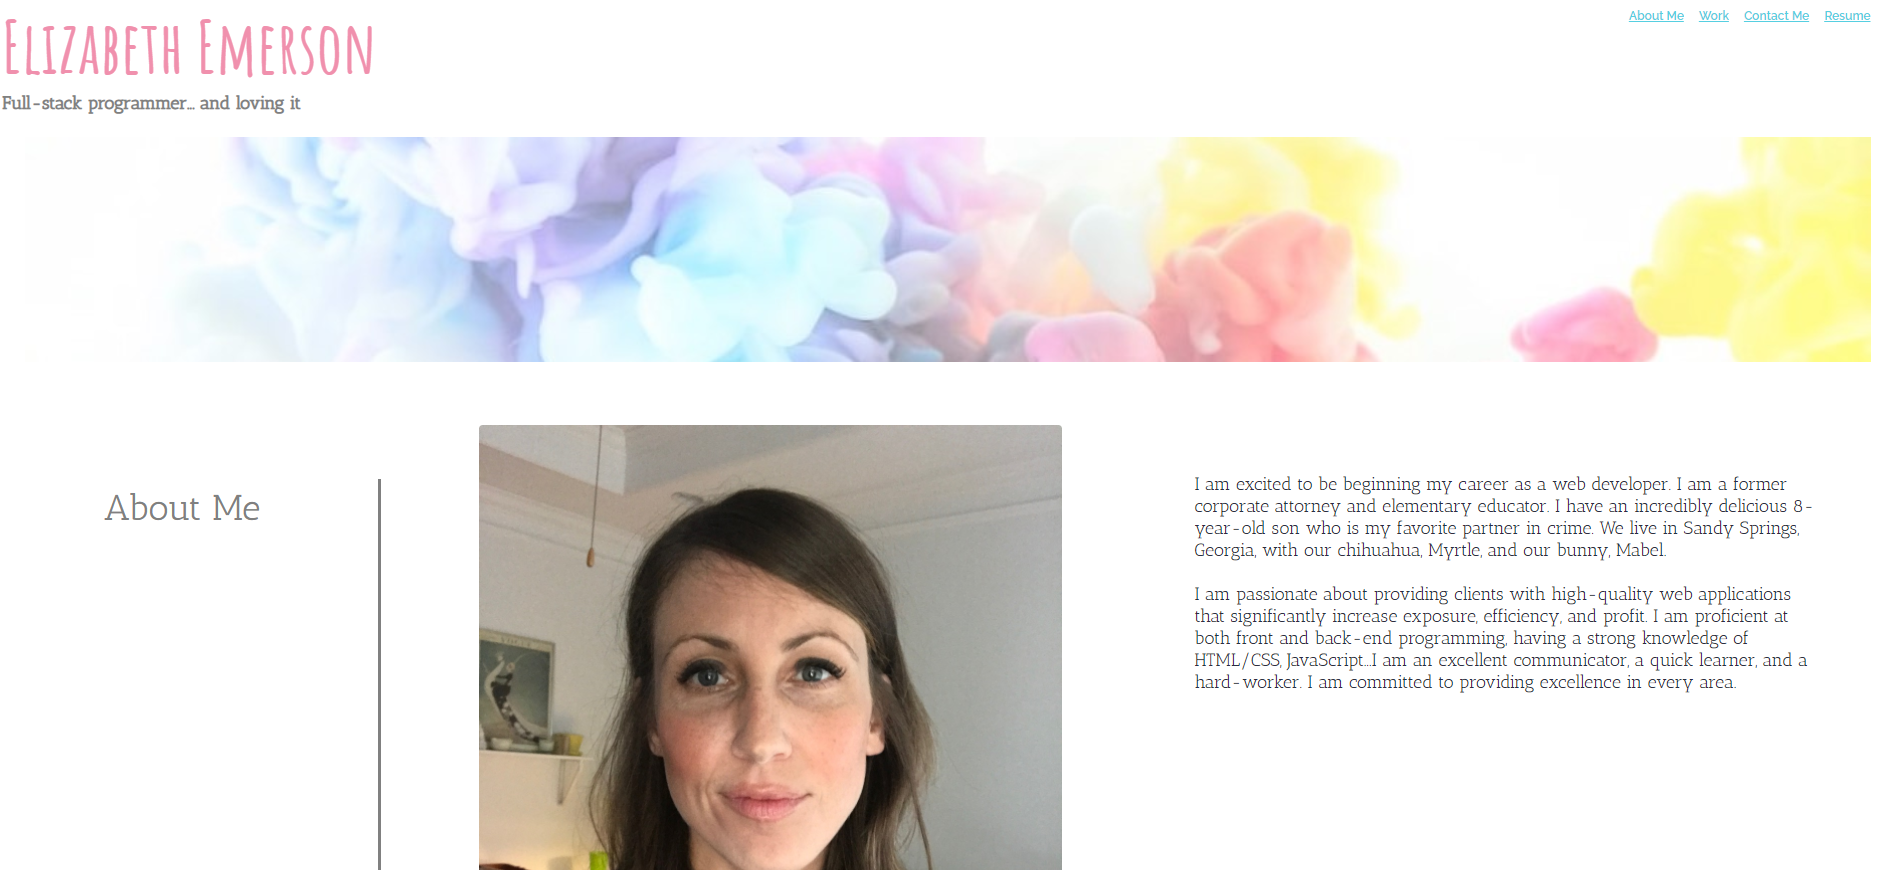 Elizabeth Emerson
About Me Work Contact Me Resume
Full-stack programmer... and loving it
About Me
I am excited to be beginning my career as a web developer. I am a former
corporate attorney and elementary educator. I have an incredibly delicious 8-
year-old son who is my favorite partner in crime. We live in Sandy Springs,
Georgia, with our chihuahua, Myrtle, and our bunny, Mabel.
I am passionate about providing clients with high-quality web applications
that significantly increase exposure, efficiency, and profit. I am proficient at
both front and back-end programming, having a strong knowledge of
HTML/CSS, JavaScript...I am an excellent communicator, a quick learner, and a
hard-worker. I am committed to providing excellence in every area.